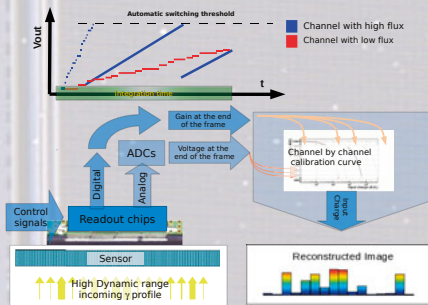 Automatic switching threshold
Channel with high flux
Channel with low flux
Vout
t
Integration time
Gain at the end
of the frame
Voltage at the
end of the frame
ADCs
Channel by channel
calibration curve
Digital
Analog
Control
signals
Readout chips
Input
Charge
Sensor
High Dynamic range
incoming γ profile
Reconstructed Image